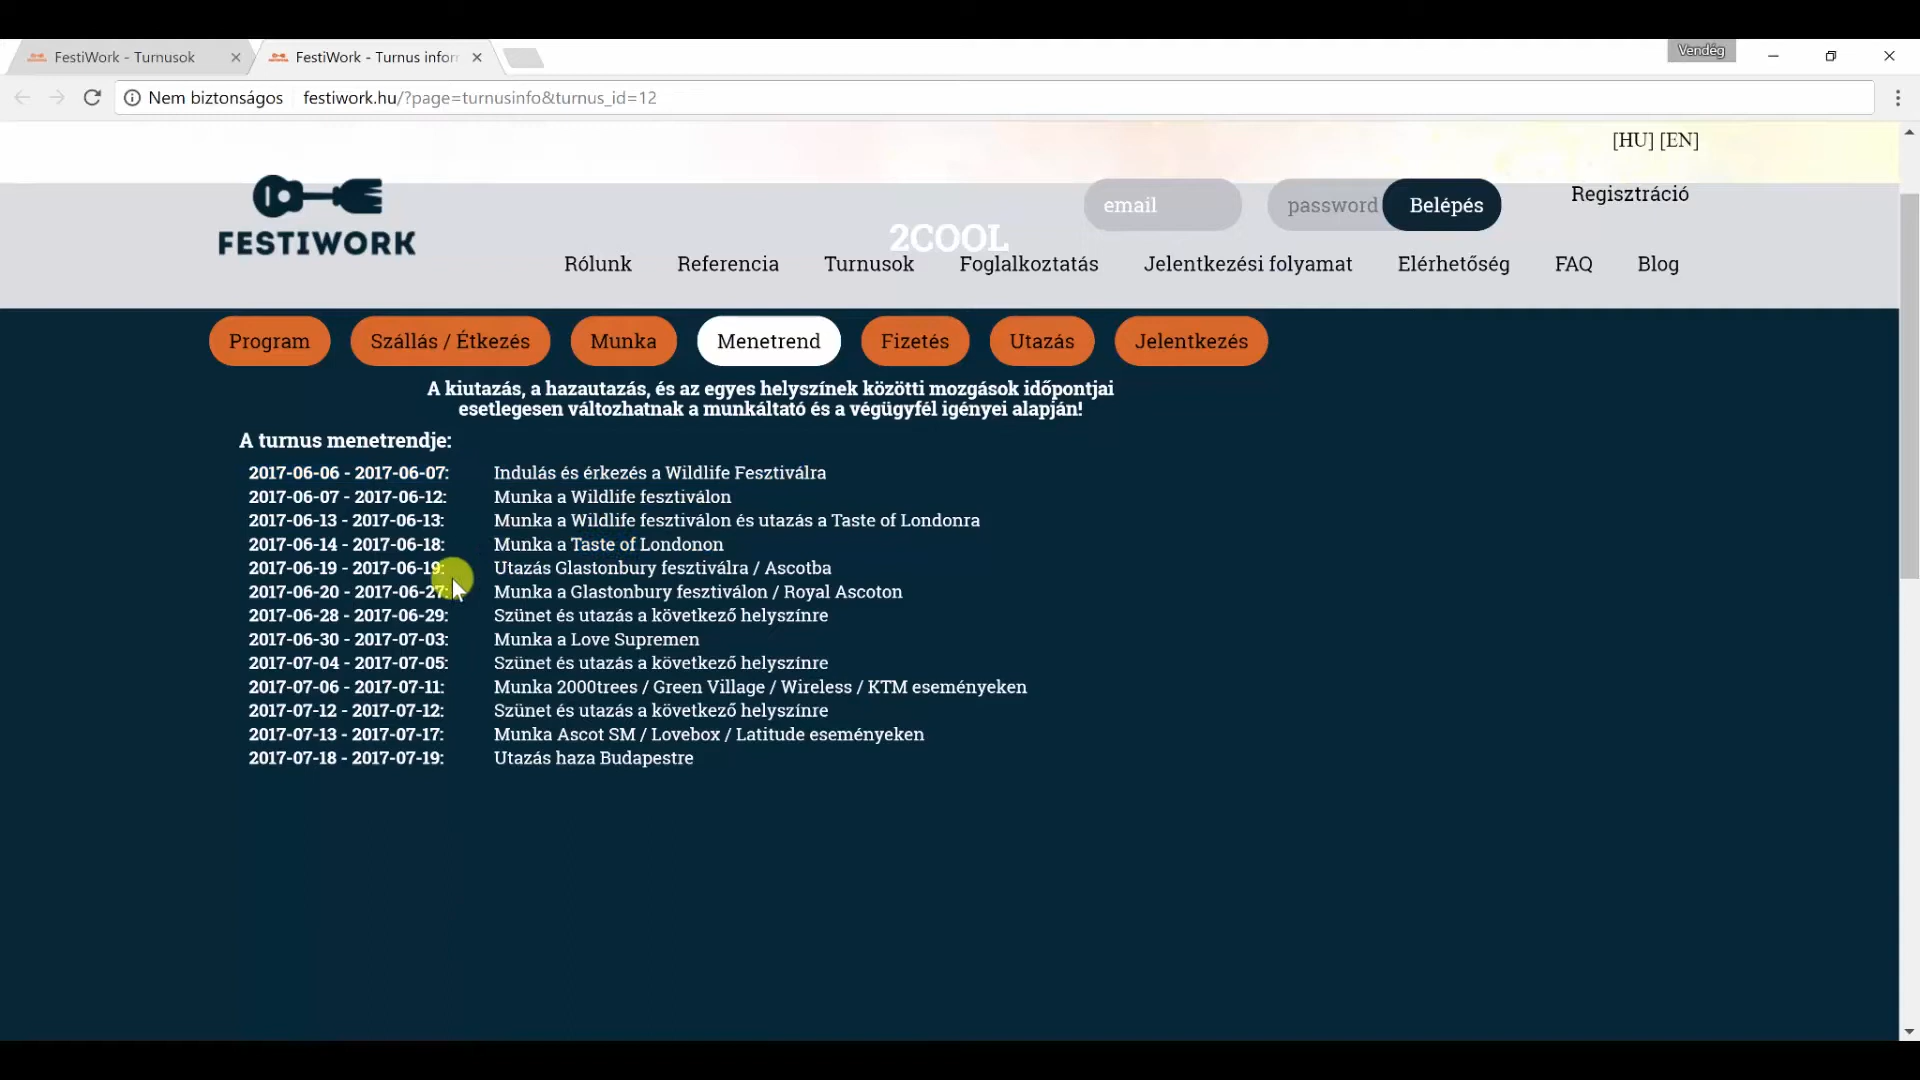 FestiWork - Turnusok
FestiWork - Turnus infor
Vendég
Nem biztonságos festiwork.hu/?page=turnusinfo&turnus_id=12
[HU] [EN]
FESTIWORK
email
password
Belépés
Regisztráció
2COOL
Rólunk Referencia Turnusok Foglalkoztatás Jelentkezési folyamat Elérhetőség FAQ Blog
Program Szállás / Étkezés Munka Menetrend Fizetés Utazás Jelentkezés
A kiutazás, a hazautazás, és az egyes helyszínek közötti mozgások időpontjai
esetlegesen változhatnak a munkáltató és a végügyfél igényei alapján!
A turnus menetrendje:
2017-06-06 - 2017-06-07: Indulás és érkezés a Wildlife Fesztiválra
2017-06-07 - 2017-06-12: Munka a Wildlife fesztiválon
2017-06-13 - 2017-06-13: Munka a Wildlife fesztiválon és utazás a Taste of Londonra
2017-06-14 - 2017-06-18: Munka a Taste of Londonon
2017-06-19 - 2017-06-19: Utazás Glastonbury fesztiválra / Ascotba
2017-06-20 - 2017-06-27: Munka a Glastonbury fesztiválon / Royal Ascoton
2017-06-28 - 2017-06-29: Szünet és utazás a következő helyszínre
2017-06-30 - 2017-07-03: Munka a Love Supremen
2017-07-04 - 2017-07-05: Szünet és utazás a következő helyszínre
2017-07-06 - 2017-07-11: Munka 2000trees / Green Village / Wireless / KTM eseményeken
2017-07-12 - 2017-07-12: Szünet és utazás a következő helyszínre
2017-07-13 - 2017-07-17: Munka Ascot SM / Lovebox / Latitude eseményeken
2017-07-18 - 2017-07-19: Utazás haza Budapestre